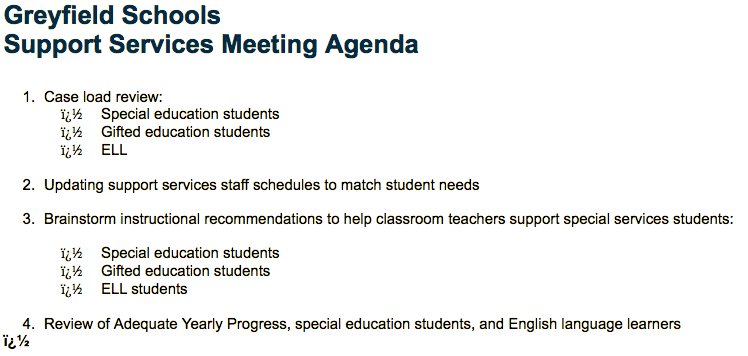 Greyfield Schools
Support Services Meeting Agenda
1. Case load review:
ï¿½ Special education students
ï¿½ Gifted education students
ï¿½ ELL
2. Updating support services staff schedules to match student needs
3. Brainstorm instructional recommendations to help classroom teachers support special services students:
ï¿½ Special education students
ï¿½ Gifted education students
ï¿½ ELL students
4. Review of Adequate Yearly Progress, special education students, and English language learners
ï¿½